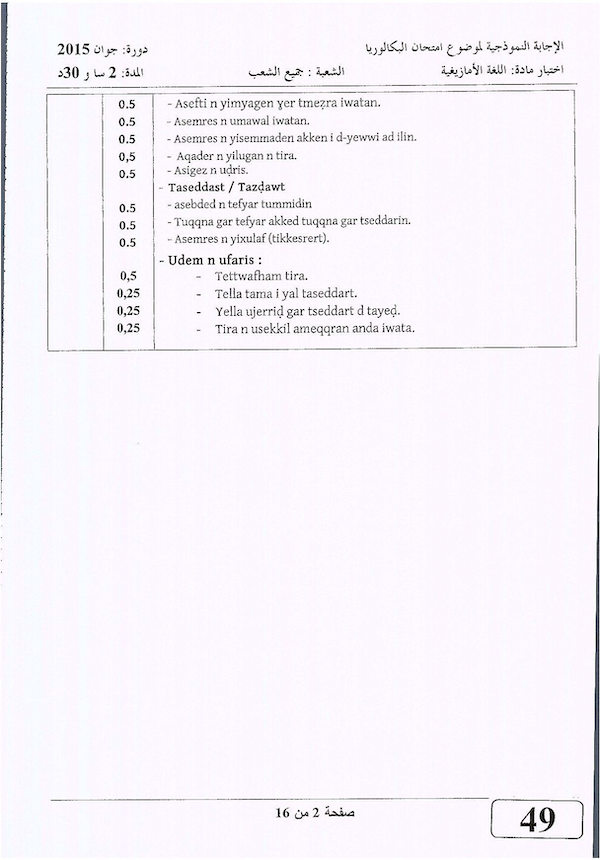 الإجابة النموذجية لموضوع امتحان البكالوريا دورة: جوان 2015
اختبار مادة: اللغة الأمازيغية الشعبة: جميع الشعب المدة: 2 سا و 30د
0.5 - Asefti n yimyagen ɣer tmeẓra iwatan.
0.5 - Asemres n umawal iwatan.
0.5 - Asemres n yisemmaden akken i d-yewwi ad ilin.
0,5 - Aqader n yilugan n tira.
0.5 - Asigez n uḍris.
- Taseddast / Tazḍawt
0.5 - asebded n tefyar tummidin
0.5 - Tuqqna gar tefyar akked tuqqna gar tseddarin.
0.5 - Asemres n yixulaf (tikkesrert).
- Udem n ufaris :
0,5 - Tettwafham tira.
0,25 - Tella tama i yal taseddart.
0,25 - Yella ujerriḍ gar tseddart d tayeḍ.
0,25 - Tira n usekkil ameqqran anda iwata.
صفحة 2 من 16
49